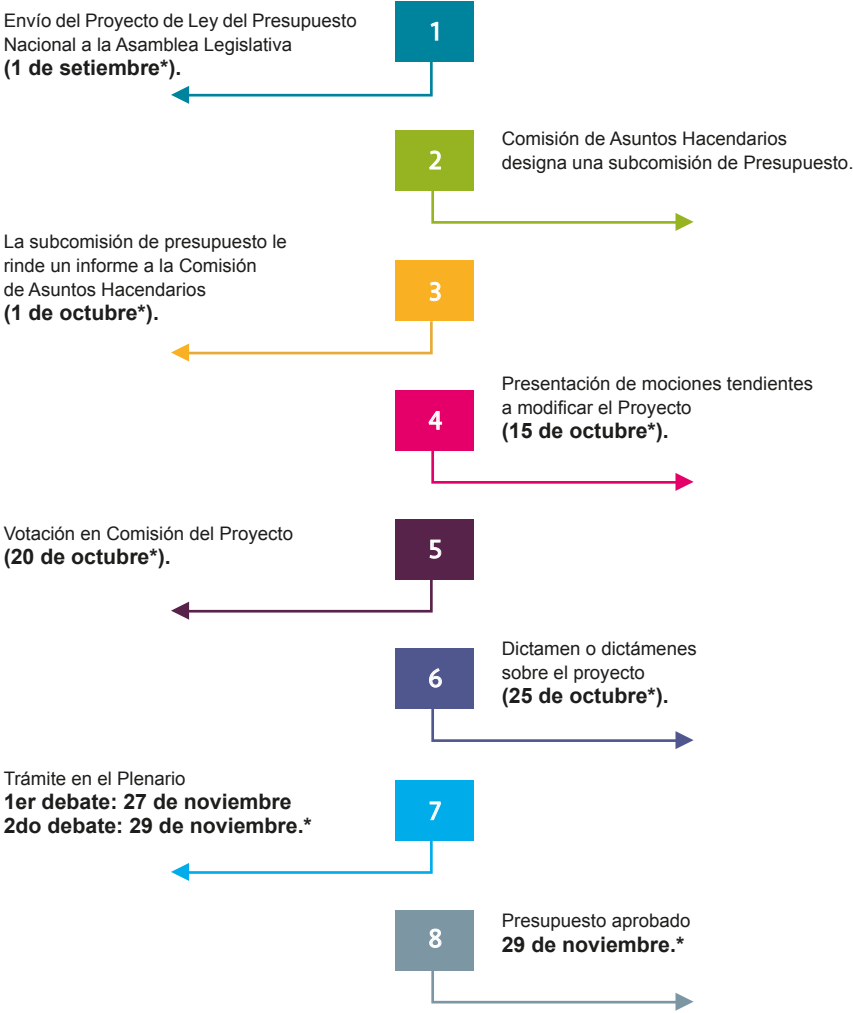 Envío del Proyecto de Ley del Presupuesto
Nacional a la Asamblea Legislativa
(1 de setiembre*).
1
2
Comisión de Asuntos Hacendarios
designa una subcomisión de Presupuesto.
La subcomisión de presupuesto le
rinde un informe a la Comisión
de Asuntos Hacendarios
(1 de octubre*).
3
4
Presentación de mociones tendientes
a modificar el Proyecto
(15 de octubre*).
Votación en Comisión del Proyecto
(20 de octubre*).
5
6
Dictamen o dictámenes
sobre el proyecto
(25 de octubre*).
Trámite en el Plenario
1er debate: 27 de noviembre
2do debate: 29 de noviembre.*
7
8
Presupuesto aprobado
29 de noviembre.*